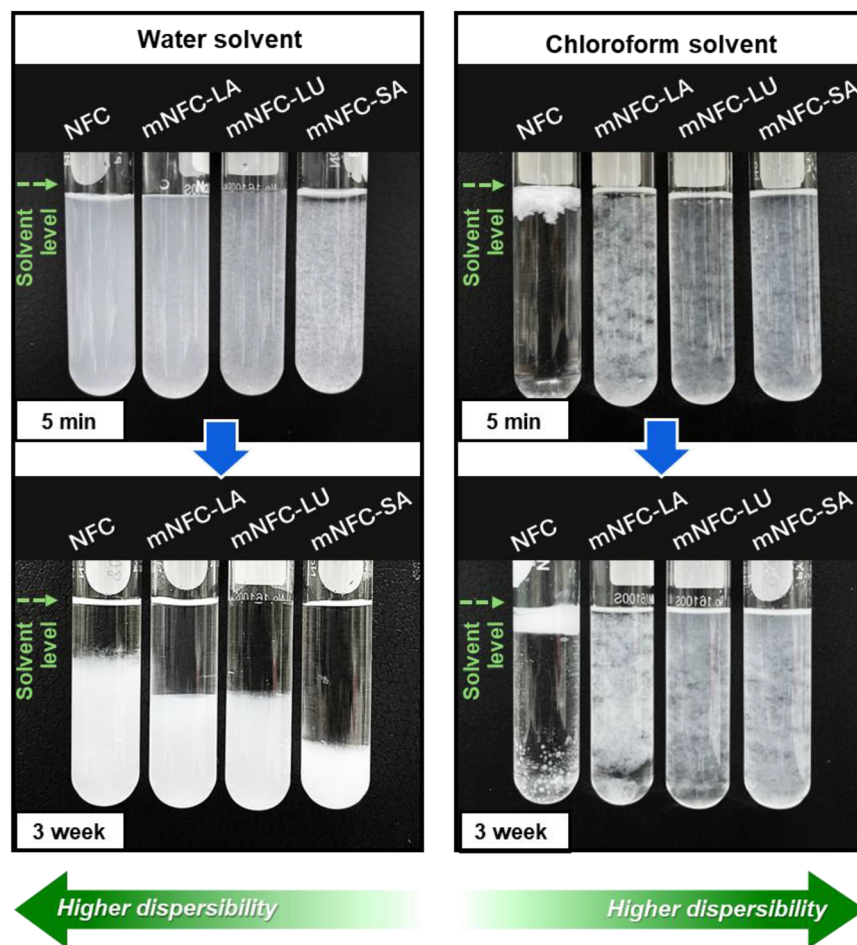 Water solvent
NFC
mNFC-LA
mNFC-LU
mNFC-SA
Solvent
level
5 min
NFC
mNFC-LA
mNFC-LU
mNFC-SA
Solvent
level
3 week
Higher dispersibility
Chloroform solvent
NFC
mNFC-LA
mNFC-LU
mNFC-SA
Solvent
level
5 min
NFC
mNFC-LA
mNFC-LU
mNFC-SA
Solvent
level
3 week
Higher dispersibility